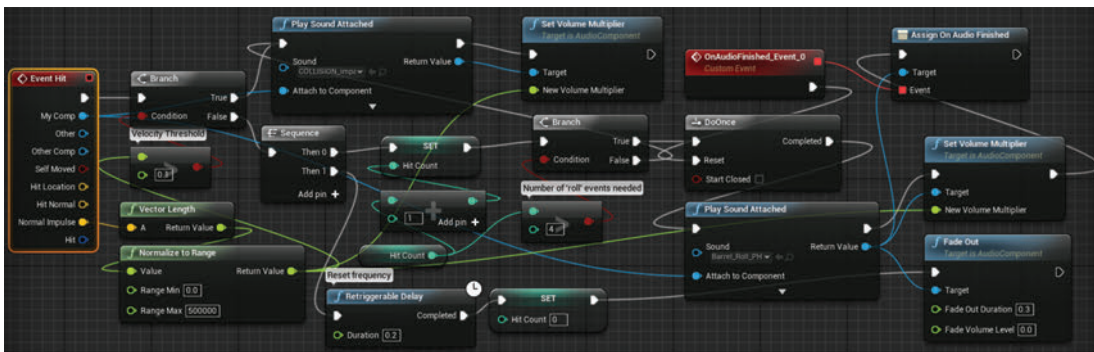 Event Hit
My Comp
Other
Other Comp
Self Moved
Hit Location
Hit Normal
Normal Impulse
Hit
Branch
Condition
True
False
Velocity Threshold
Vector Length
A
Return Value
Normalize to Range
Value
Return Value
Range Min 0.0
Range Max 500000
f Play Sound Attached
Sound
Return Value
Attach to Component
Sequence
Then 0
Then 1
Add pin +
Reset frequency
Retriggerable Delay
Completed
Duration 0.2
SET
Hit Count
1
Add pin +
Hit Count
SET
Hit Count 0
f Set Volume Multiplier
Target is AudioComponent
Target
New Volume Multiplier
Branch
Condition
True
False
Number of 'roll' events needed
4
OnAudioFinished_Event_0
Custom Event
DoOnce
Completed
Reset
Start Closed
f Play Sound Attached
Sound
Barrel_Roll_PH
Return Value
Attach to Component
Assign On Audio Finished
Target
Event
f Set Volume Multiplier
Target is AudioComponent
Target
New Volume Multiplier
f Fade Out
Target is AudioComponent
Target
Fade Out Duration 0.3
Fade Volume Level 0.0